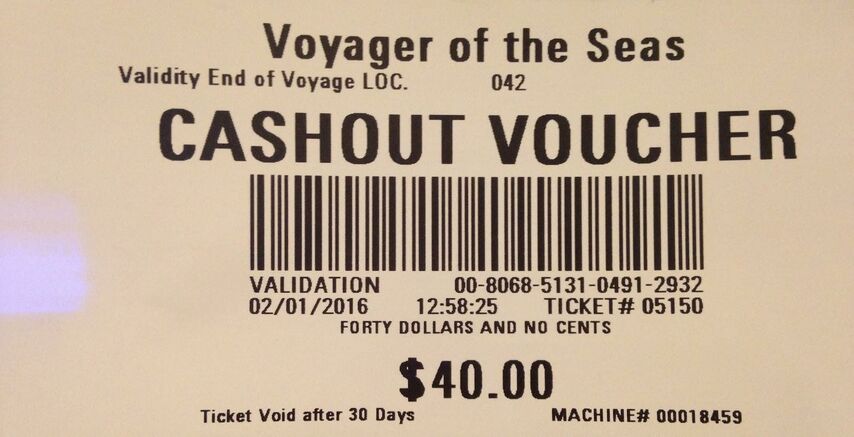 Voyager of the Seas
Validity End of Voyage LOC. 042
CASHOUT VOUCHER
VALIDATION 00-8068-5131-0491-2932
02/01/2016 12:58:25 TICKET# 05150
FORTY DOLLARS AND NO CENTS
$40.00
Ticket Void after 30 Days MACHINE# 00018459